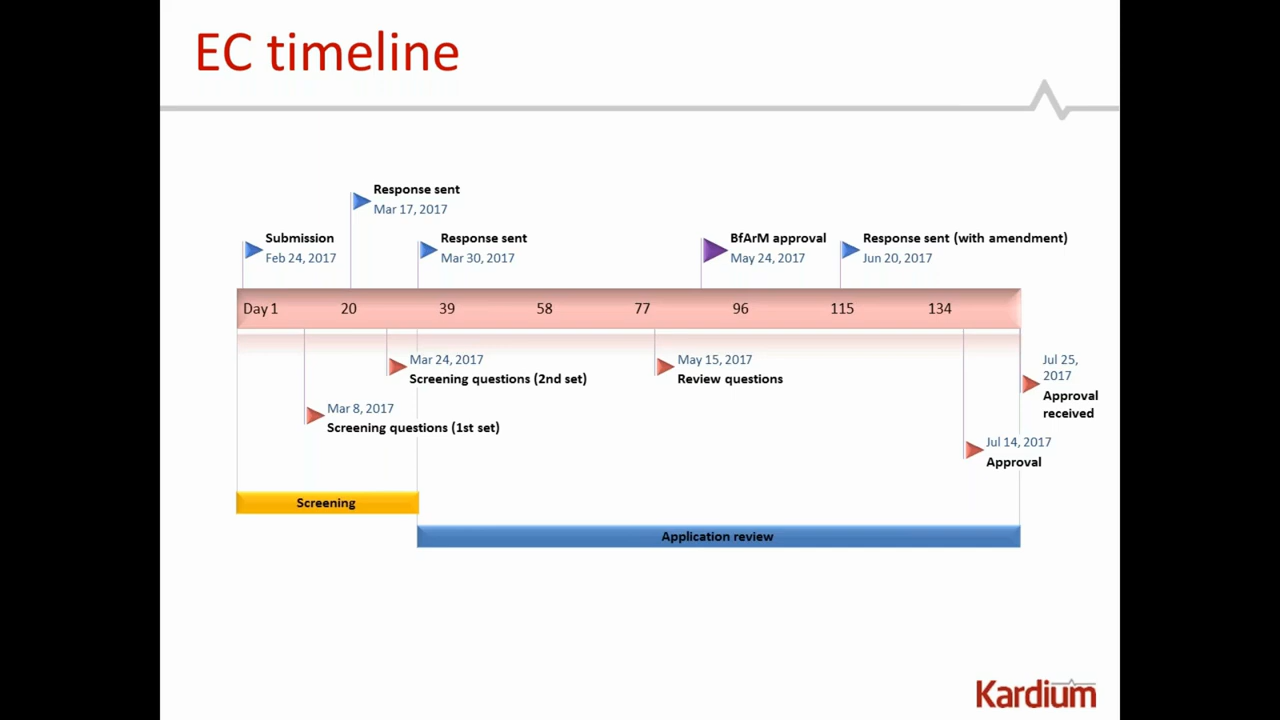 EC timeline
Response sent
Mar 17, 2017
Submission
Feb 24, 2017
Response sent
Mar 30, 2017
BfArM approval
May 24, 2017
Response sent (with amendment)
Jun 20, 2017
Day 1 20 39 58 77 96 115 134
Mar 24, 2017
Screening questions (2nd set)
May 15, 2017
Review questions
Jul 25,
2017
Approval
received
Mar 8, 2017
Screening questions (1st set)
Jul 14, 2017
Approval
Screening
Application review
Kardium